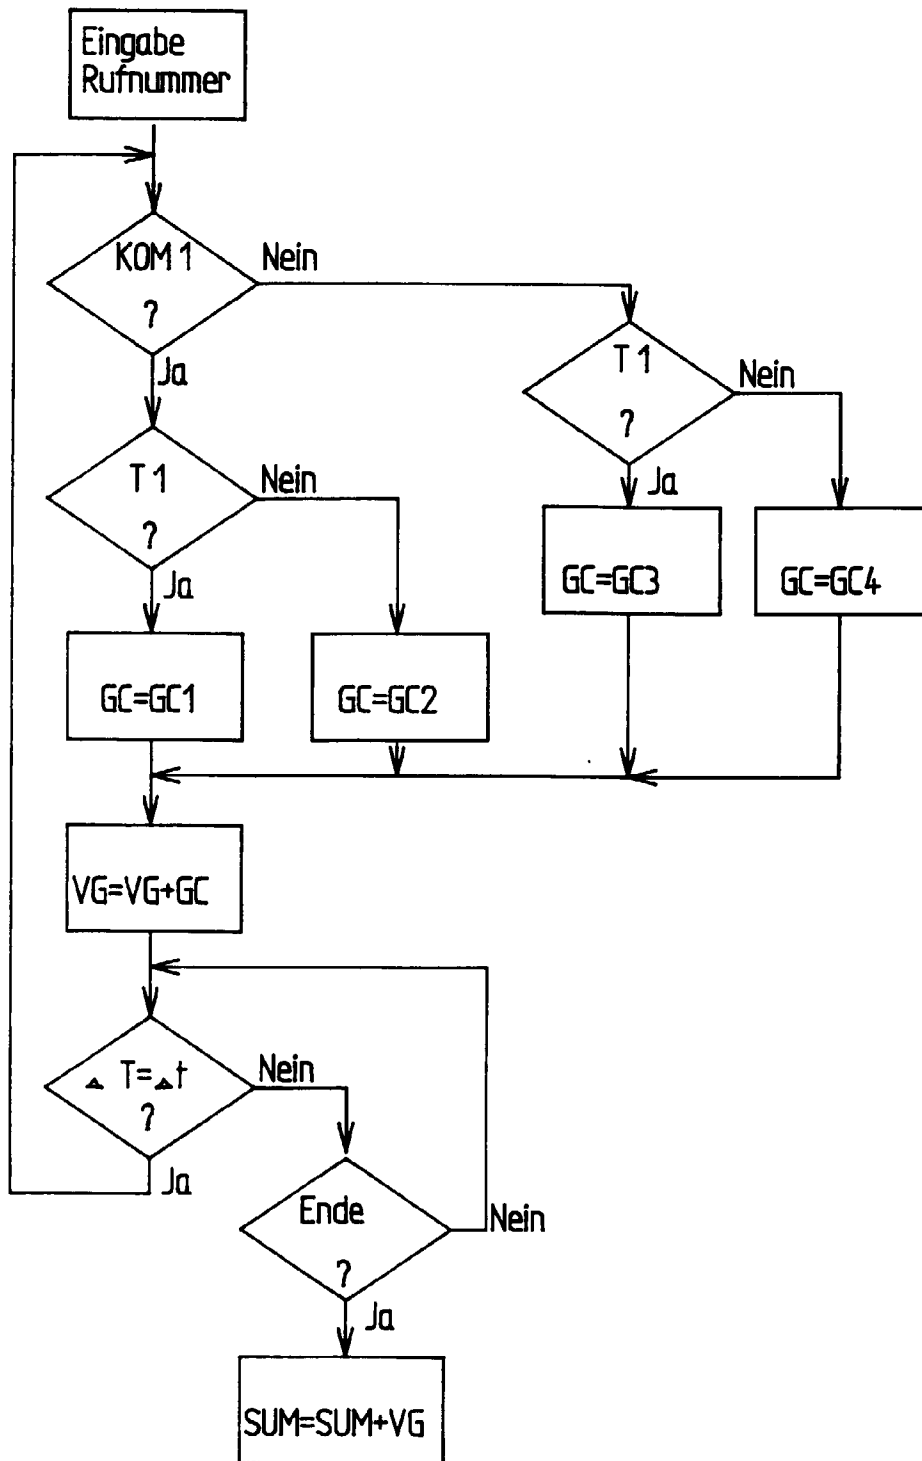 Eingabe
Rufnummer
KOM 1
?
Nein
Ja
T 1
?
Nein
Ja
T 1
?
Nein
Ja
GC=GC3
GC=GC4
GC=GC1
GC=GC2
VG=VG+GC
△ T=△t
?
Nein
Ja
Ende
?
Nein
Ja
SUM=SUM+VG